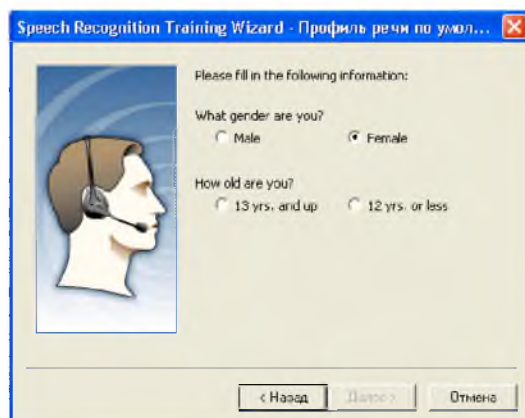 Speech Recognition Training Wizard - Профиль речи по умол...
Please fill in the following information:
What gender are you?
Male Female
How old are you?
13 yrs. and up 12 yrs. or less
< Назад Далее > Отмена